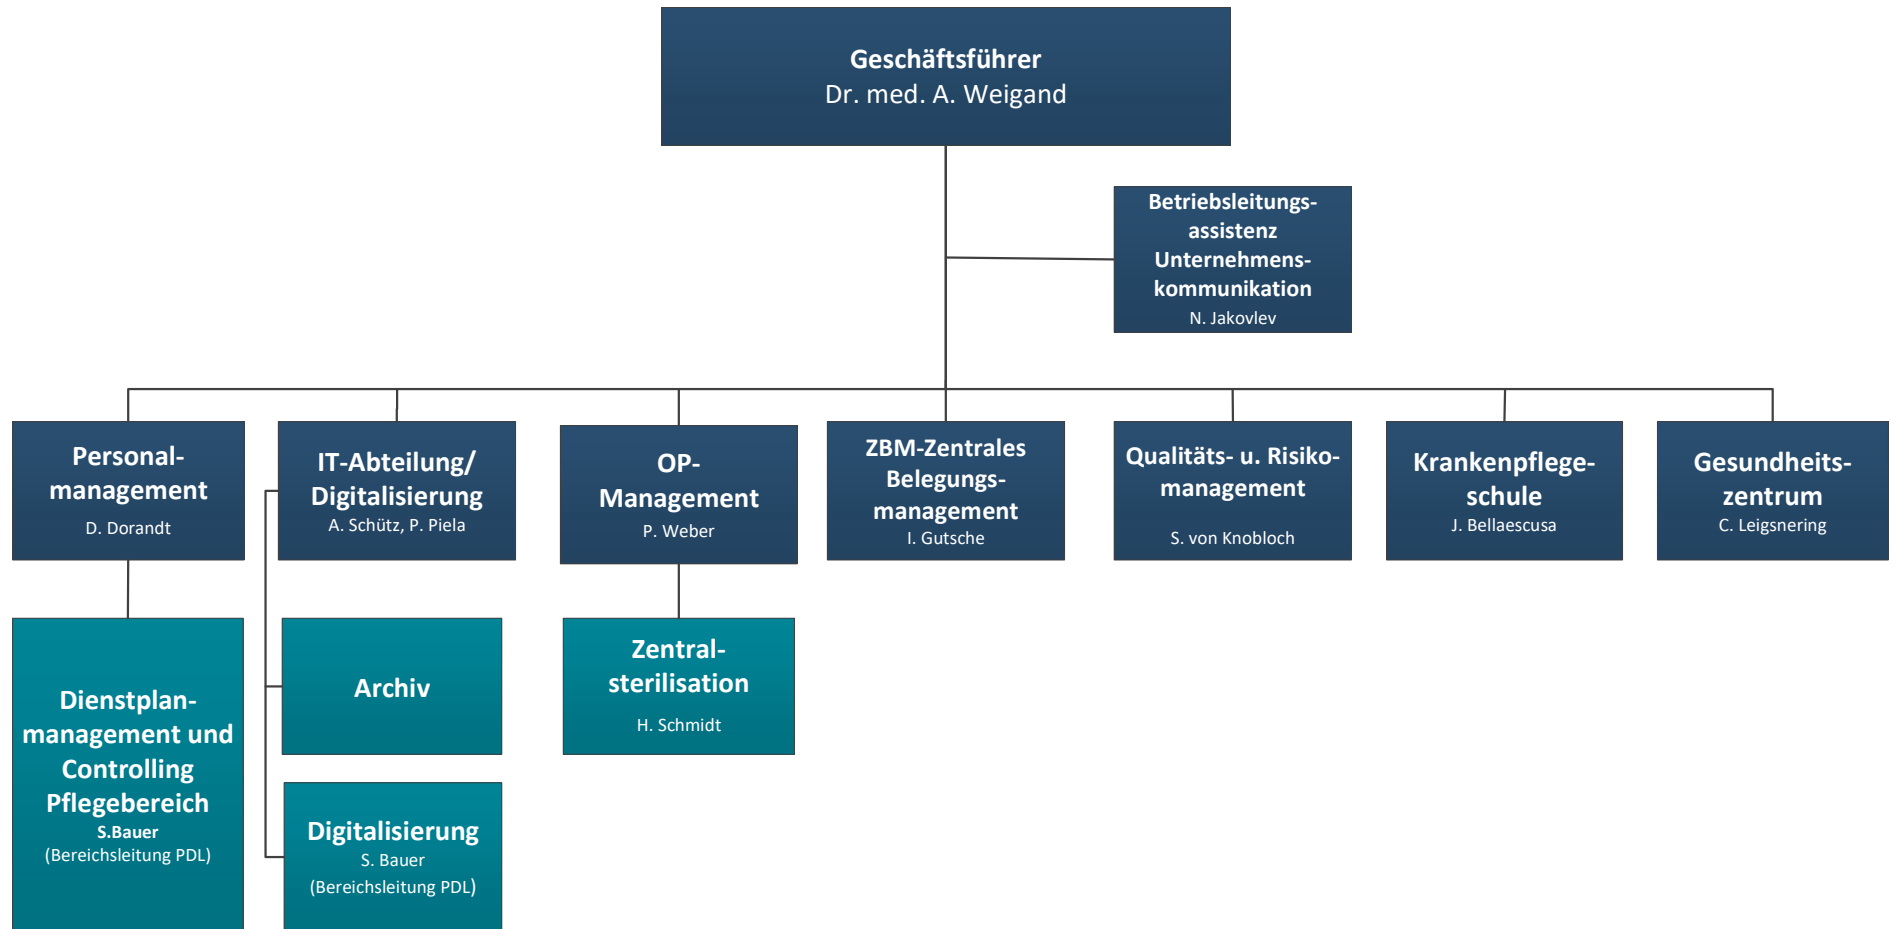 Geschäftsführer
Dr. med. A. Weigand
Betriebsleitungs-
assistenz
Unternehmens-
kommunikation
N. Jakovlev
Personal-
management
D. Dorandt
IT-Abteilung/
Digitalisierung
A. Schütz, P. Piela
OP-
Management
P. Weber
ZBM-Zentrales
Belegungs-
management
I. Gutsche
Qualitäts- u. Risiko-
management
S. von Knobloch
Krankenpflege-
schule
J. Bellaescusa
Gesundheits-
zentrum
C. Leigsnering
Dienstplan-
management und
Controlling
Pflegebereich
S.Bauer
(Bereichsleitung PDL)
Archiv
Digitalisierung
S. Bauer
(Bereichsleitung PDL)
Zentral-
sterilisation
H. Schmidt